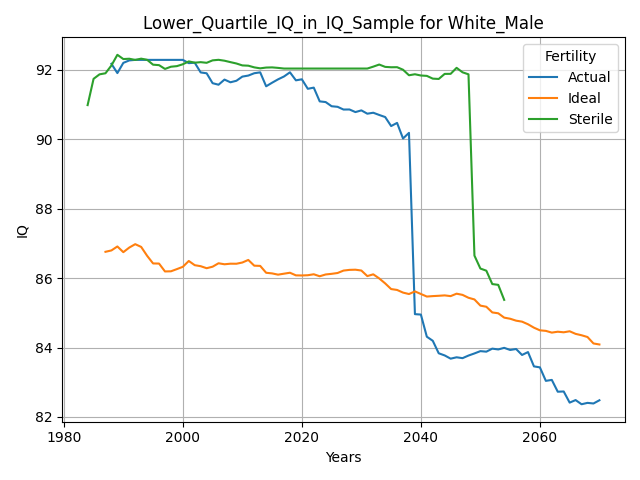 Lower_Quartile_IQ_in_IQ_Sample for White_Male
Fertility
Actual
Ideal
Sterile
IQ
92
90
88
86
84
82
1980
2000
2020
2040
2060
Years